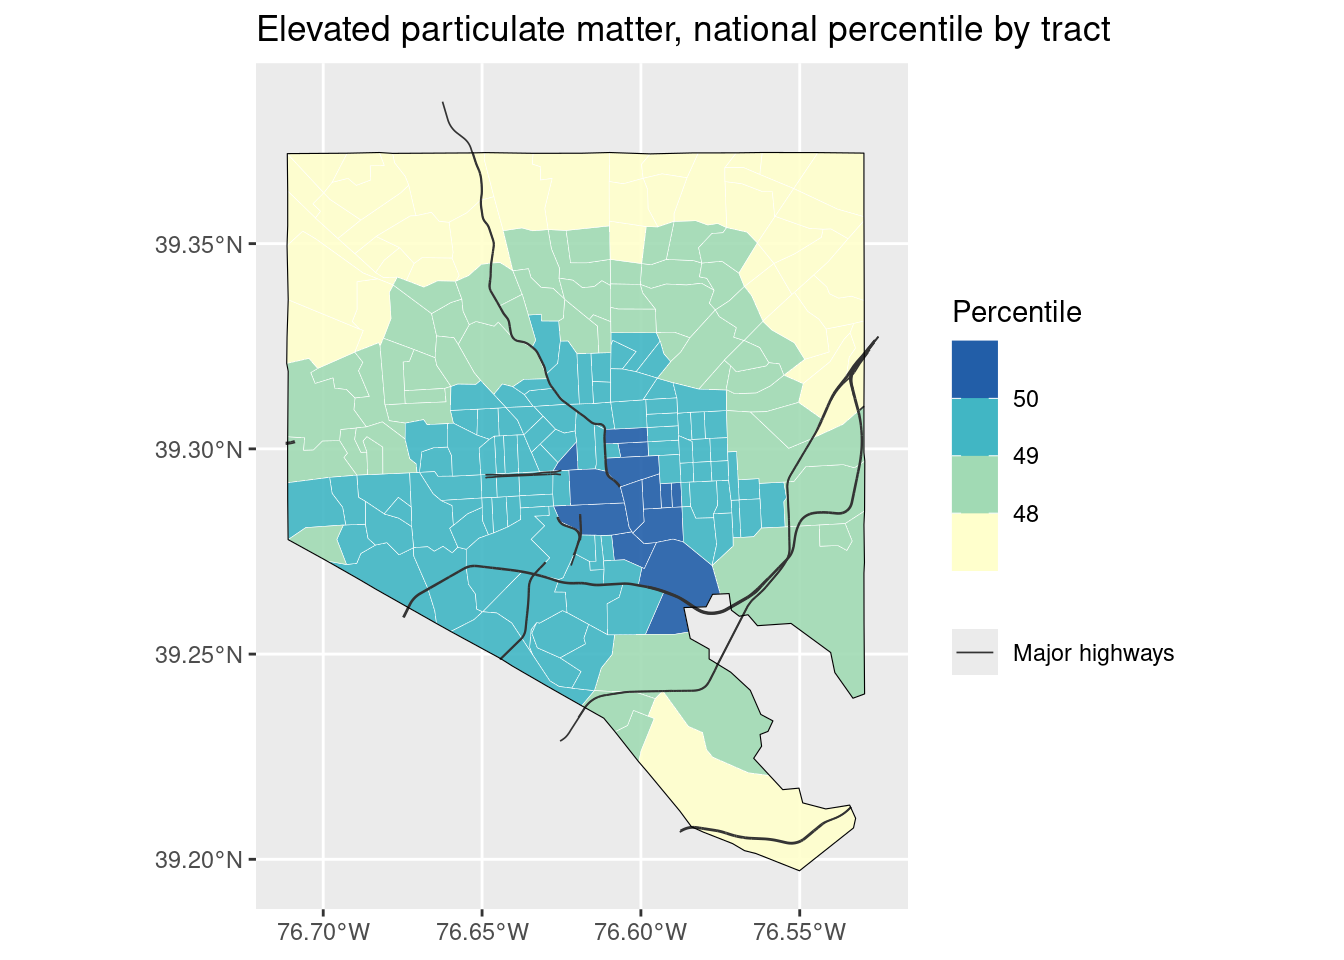 Elevated particulate matter, national percentile by tract
39.35°N
39.30°N
39.25°N
39.20°N
76.70°W
76.65°W
76.60°W
76.55°W
Percentile
50
49
48
Major highways